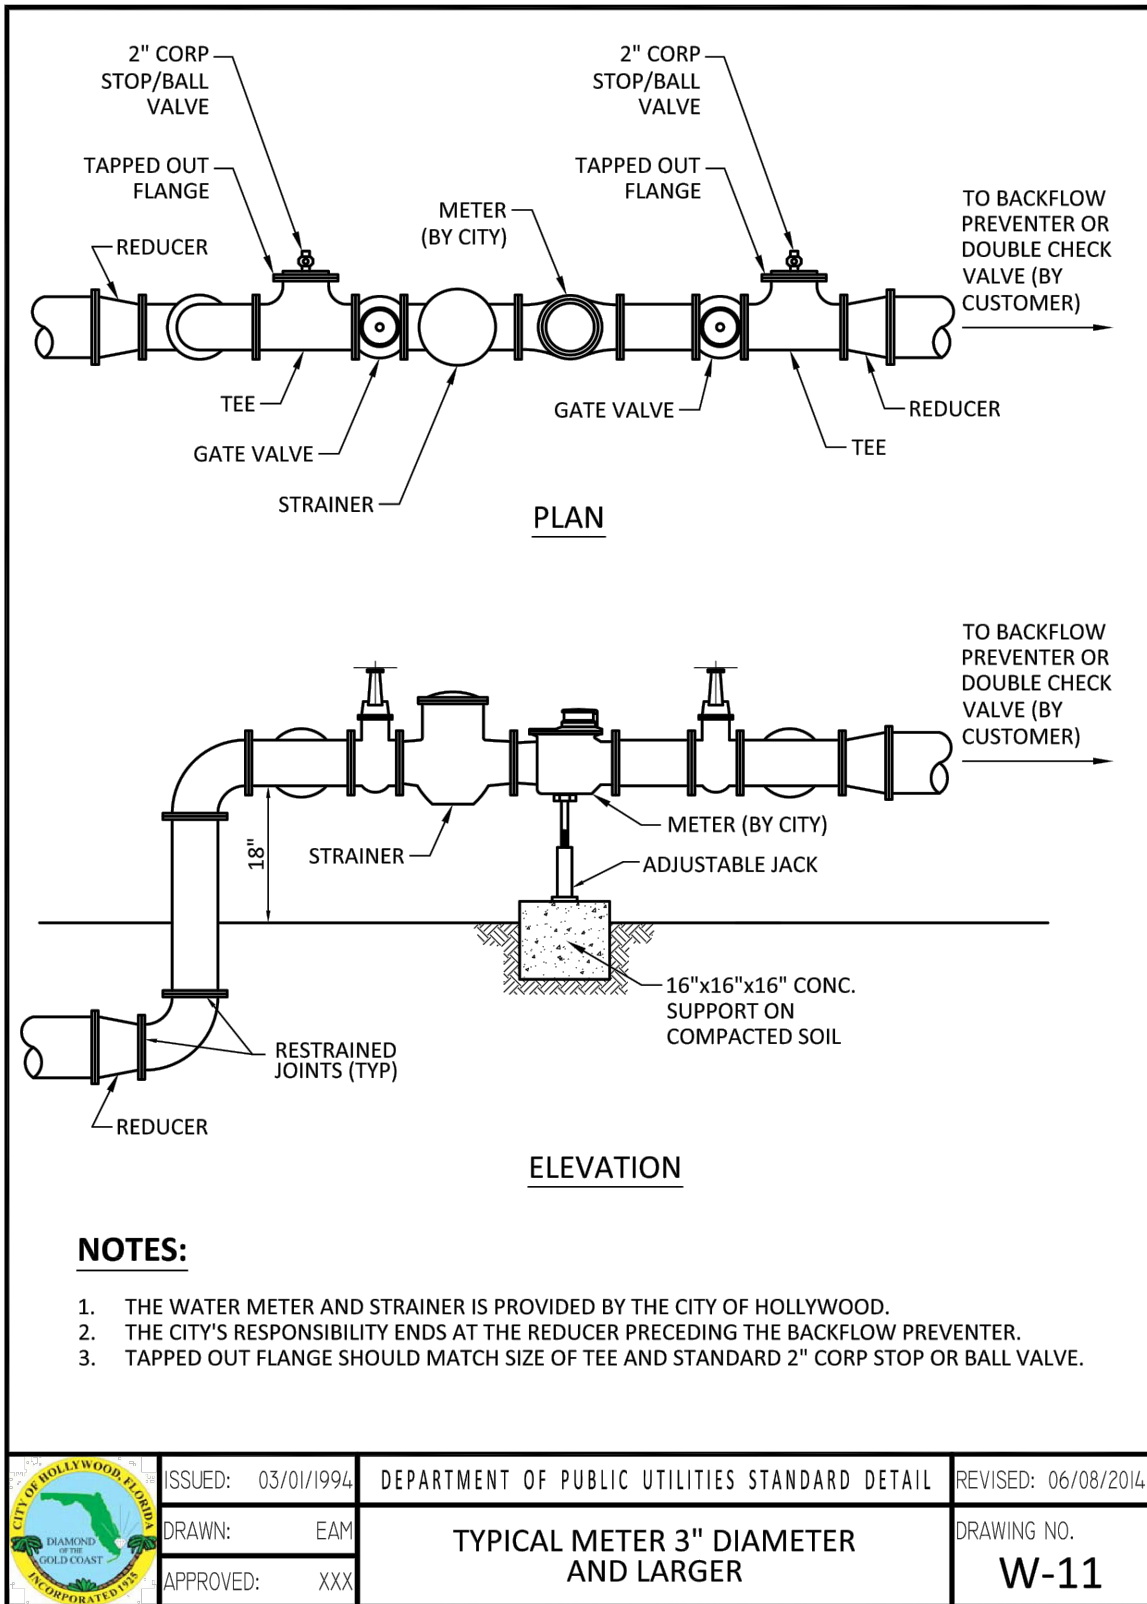 2" CORP
STOP/BALL
VALVE
TAPPED OUT
FLANGE
REDUCER
METER
(BY CITY)
2" CORP
STOP/BALL
VALVE
TAPPED OUT
FLANGE
TO BACKFLOW
PREVENTER OR
DOUBLE CHECK
VALVE (BY
CUSTOMER)
TEE
GATE VALVE
STRAINER
GATE VALVE
REDUCER
TEE
PLAN
TO BACKFLOW
PREVENTER OR
DOUBLE CHECK
VALVE (BY
CUSTOMER)
18"
STRAINER
METER (BY CITY)
ADJUSTABLE JACK
16"x16"x16" CONC.
SUPPORT ON
COMPACTED SOIL
RESTRAINED
JOINTS (TYP)
REDUCER
ELEVATION
NOTES:
1. THE WATER METER AND STRAINER IS PROVIDED BY THE CITY OF HOLLYWOOD.
2. THE CITY'S RESPONSIBILITY ENDS AT THE REDUCER PRECEDING THE BACKFLOW PREVENTER.
3. TAPPED OUT FLANGE SHOULD MATCH SIZE OF TEE AND STANDARD 2" CORP STOP OR BALL VALVE.
CITY OF HOLLYWOOD, FLORIDA
DIAMOND
OF THE
GOLD COAST
INCORPORATED 1925
ISSUED: 03/01/1994
DRAWN: EAM
APPROVED: XXX
DEPARTMENT OF PUBLIC UTILITIES STANDARD DETAIL
TYPICAL METER 3" DIAMETER
AND LARGER
REVISED: 06/08/2014
DRAWING NO.
W-11